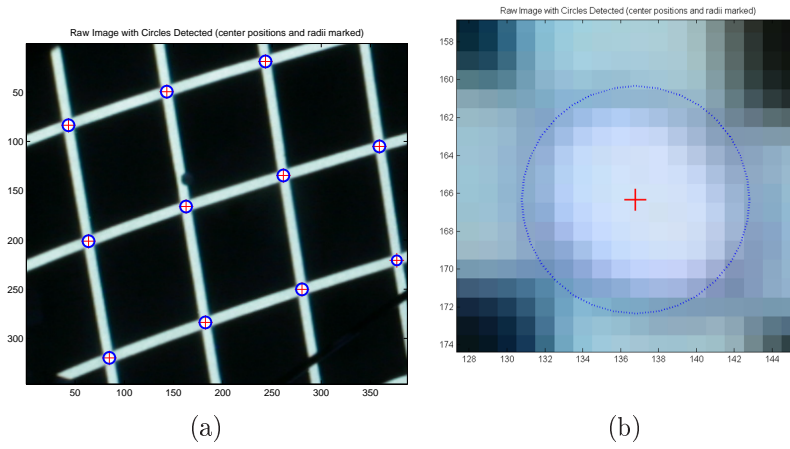 Raw Image with Circles Detected (center positions and radii marked)
50
100
150
200
250
300
50 100 150 200 250 300 350
(a)
Raw Image with Circles Detected (center positions and radii marked)
158
160
162
164
166
168
170
172
174
128 130 132 134 136 138 140 142 144
(b)